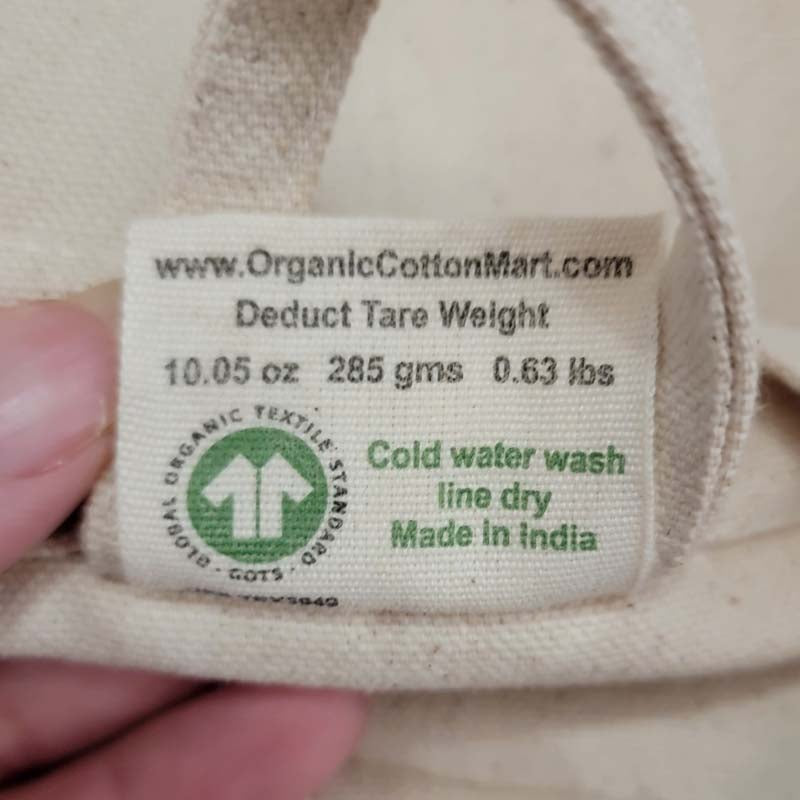 www.OrganicCottonMart.com
Deduct Tare Weight
10.05 oz 285 gms 0.63 lbs
GLOBAL ORGANIC TEXTILE STANDARD · GOTS ·
Cold water wash
line dry
Made in India